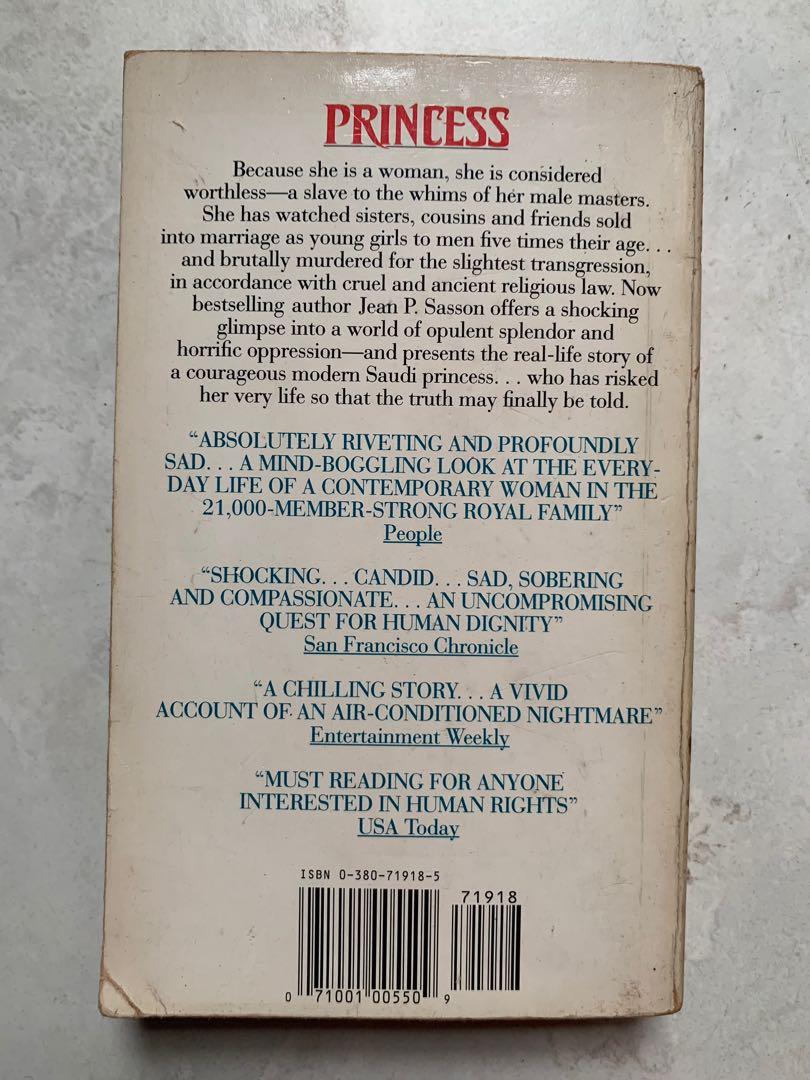 PRINCESS
Because she is a woman, she is considered
worthless—a slave to the whims of her male masters.
She has watched sisters, cousins and friends sold
into marriage as young girls to men five times their age. . .
and brutally murdered for the slightest transgression,
in accordance with cruel and ancient religious law. Now
bestselling author Jean P. Sasson offers a shocking
glimpse into a world of opulent splendor and
horrific oppression—and presents the real-life story of
a courageous modern Saudi princess. . . who has risked
her very life so that the truth may finally be told.
“ABSOLUTELY RIVETING AND PROFOUNDLY
SAD. . . A MIND-BOGGLING LOOK AT THE EVERY-
DAY LIFE OF A CONTEMPORARY WOMAN IN THE
21,000-MEMBER-STRONG ROYAL FAMILY”
People
“SHOCKING. . . CANDID. . . SAD, SOBERING
AND COMPASSIONATE. . . AN UNCOMPROMISING
QUEST FOR HUMAN DIGNITY”
San Francisco Chronicle
“A CHILLING STORY. . . A VIVID
ACCOUNT OF AN AIR-CONDITIONED NIGHTMARE”
Entertainment Weekly
“MUST READING FOR ANYONE
INTERESTED IN HUMAN RIGHTS”
USA Today
ISBN 0-380-71918-5
71918
0 71001 00550 9